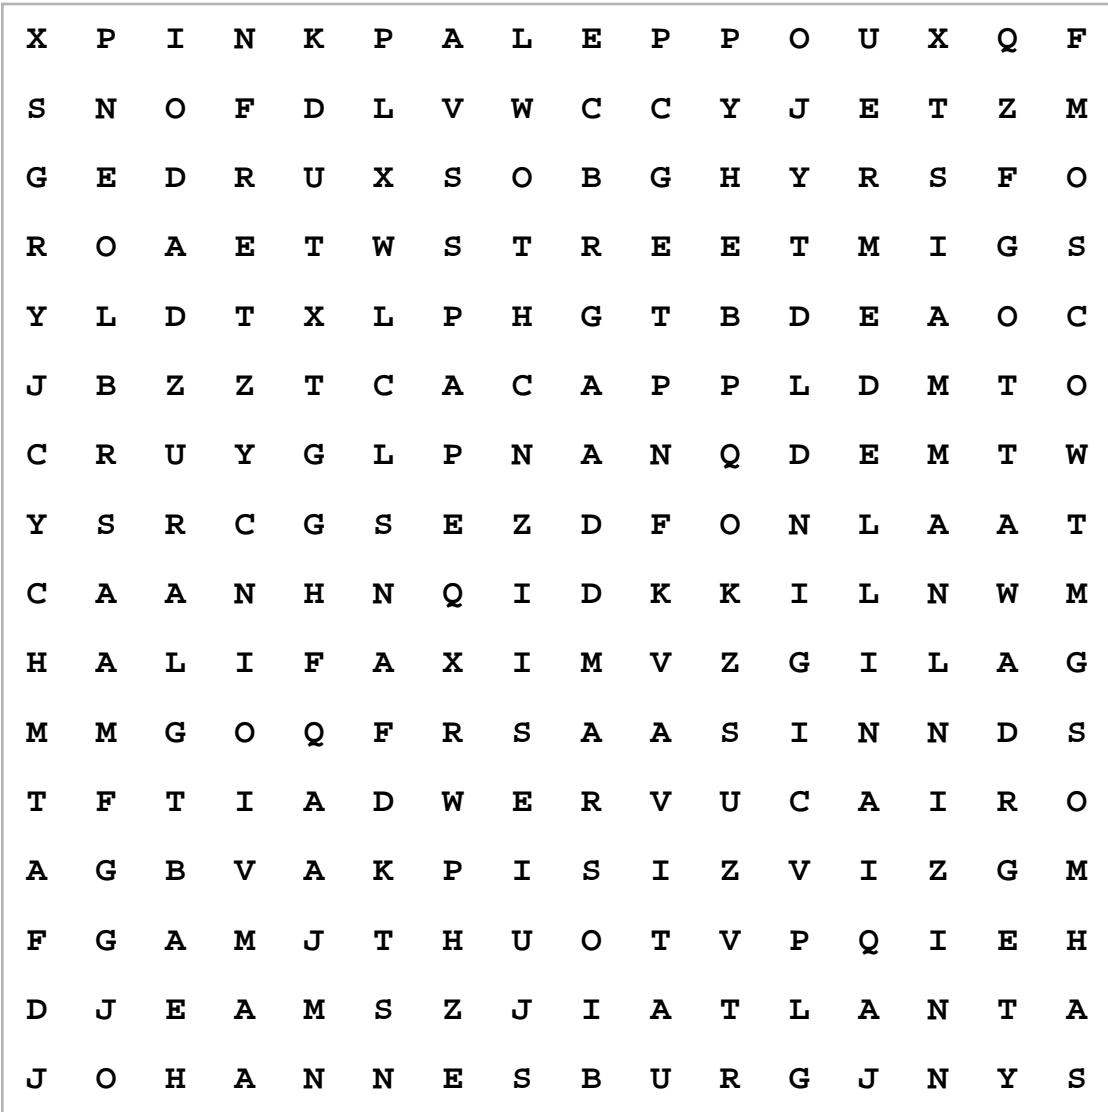 X P I N K P A L E P P O U X Q F
S N O F D L V W C C Y J E T Z M
G E D R U X S O B G H Y R S F O
R O A E T W S T R E E T M I G S
Y L D T X L P H G T B D E A O C
J B Z Z T C A C A P P L D M T O
C R U Y G L P N A N Q D E M T W
Y S R C G S E Z D F O N L A A T
C A A N H N Q I D K K I L N W M
H A L I F A X I M V Z G I L A G
M M G O Q F R S A A S I N N D S
T F T I A D W E R V U C A I R O
A G B V A K P I S I Z V I Z G M
F G A M J T H U O T V P Q I E H
D J E A M S Z J I A T L A N T A
J O H A N N E S B U R G J N Y S